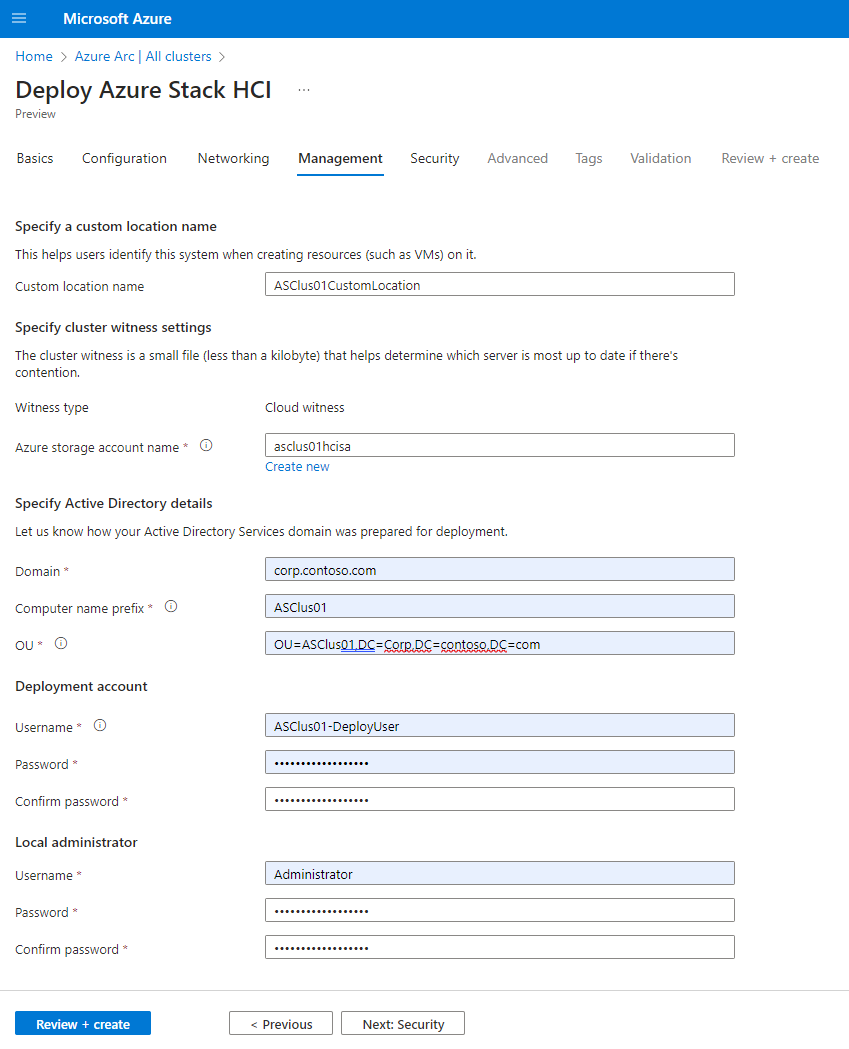 Microsoft Azure
Home > Azure Arc | All clusters >
Deploy Azure Stack HCI ...
Preview
Basics Configuration Networking Management Security Advanced Tags Validation Review + create
Specify a custom location name
This helps users identify this system when creating resources (such as VMs) on it.
Custom location name ASClus01CustomLocation
Specify cluster witness settings
The cluster witness is a small file (less than a kilobyte) that helps determine which server is most up to date if there's
contention.
Witness type Cloud witness
Azure storage account name * asclus01hcisa
Create new
Specify Active Directory details
Let us know how your Active Directory Services domain was prepared for deployment.
Domain * corp.contoso.com
Computer name prefix * ASClus01
OU * OU=ASClus01,DC=Corp,DC=contoso,DC=com
Deployment account
Username * ASClus01-DeployUser
Password * ••••••••••••••••••
Confirm password * ••••••••••••••••••
Local administrator
Username * Administrator
Password * ••••••••••••••••••
Confirm password * ••••••••••••••••••
Review + create < Previous Next: Security